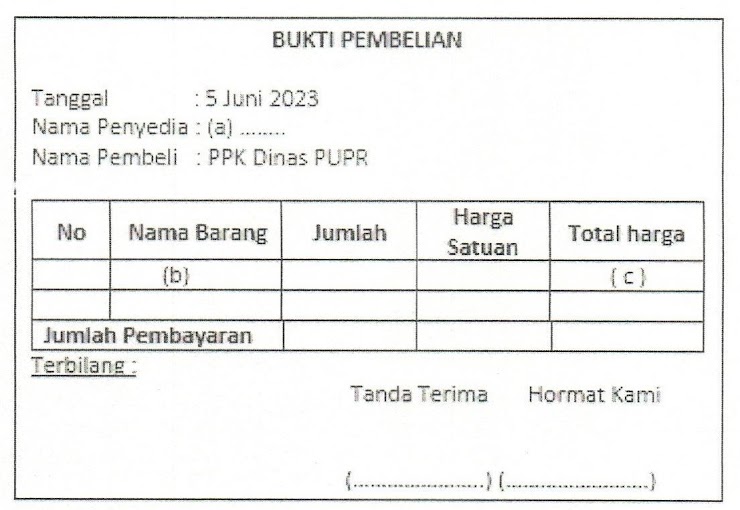 BUKTI PEMBELIAN
Tanggal : 5 Juni 2023
Nama Penyedia : (a) ........
Nama Pembeli : PPK Dinas PUPR
No Nama Barang Jumlah Harga Satuan Total harga
(b) ( c )
Jumlah Pembayaran
Terbilang :
Tanda Terima Hormat Kami
(........................) (..........................)